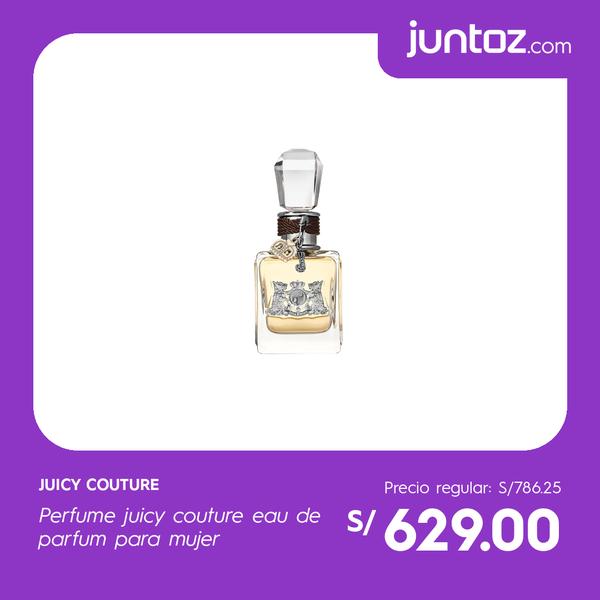 juntoz.com
JUICY COUTURE
Perfume juicy couture eau de
parfum para mujer
Precio regular: S/786.25
S/ 629.00